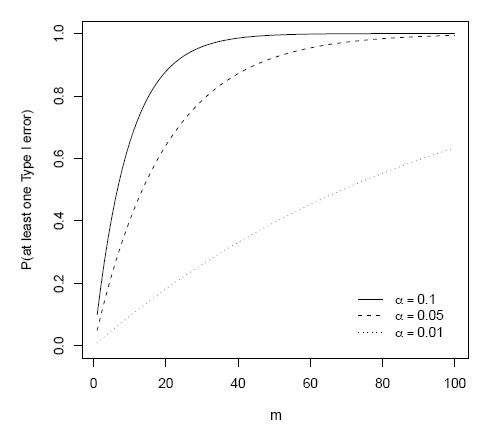 P(at least one Type I error)
1.0
0.8
0.6
0.4
0.2
0.0
α = 0.1
α = 0.05
α = 0.01
0 20 40 60 80 100
m